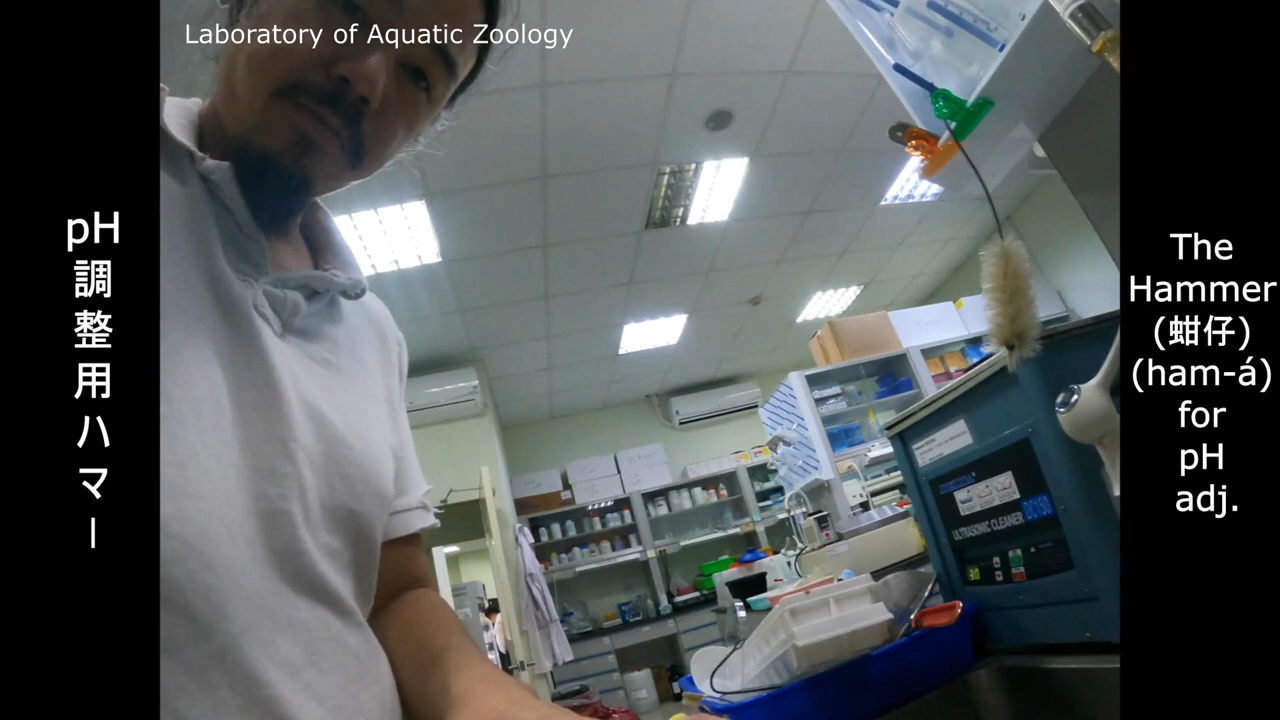 Laboratory of Aquatic Zoology
pH
調
整
用
ハ
マ
ー
The
Hammer
(蚶仔)
(ham-á)
for
pH
adj.
ULTRASONIC CLEANER DC150